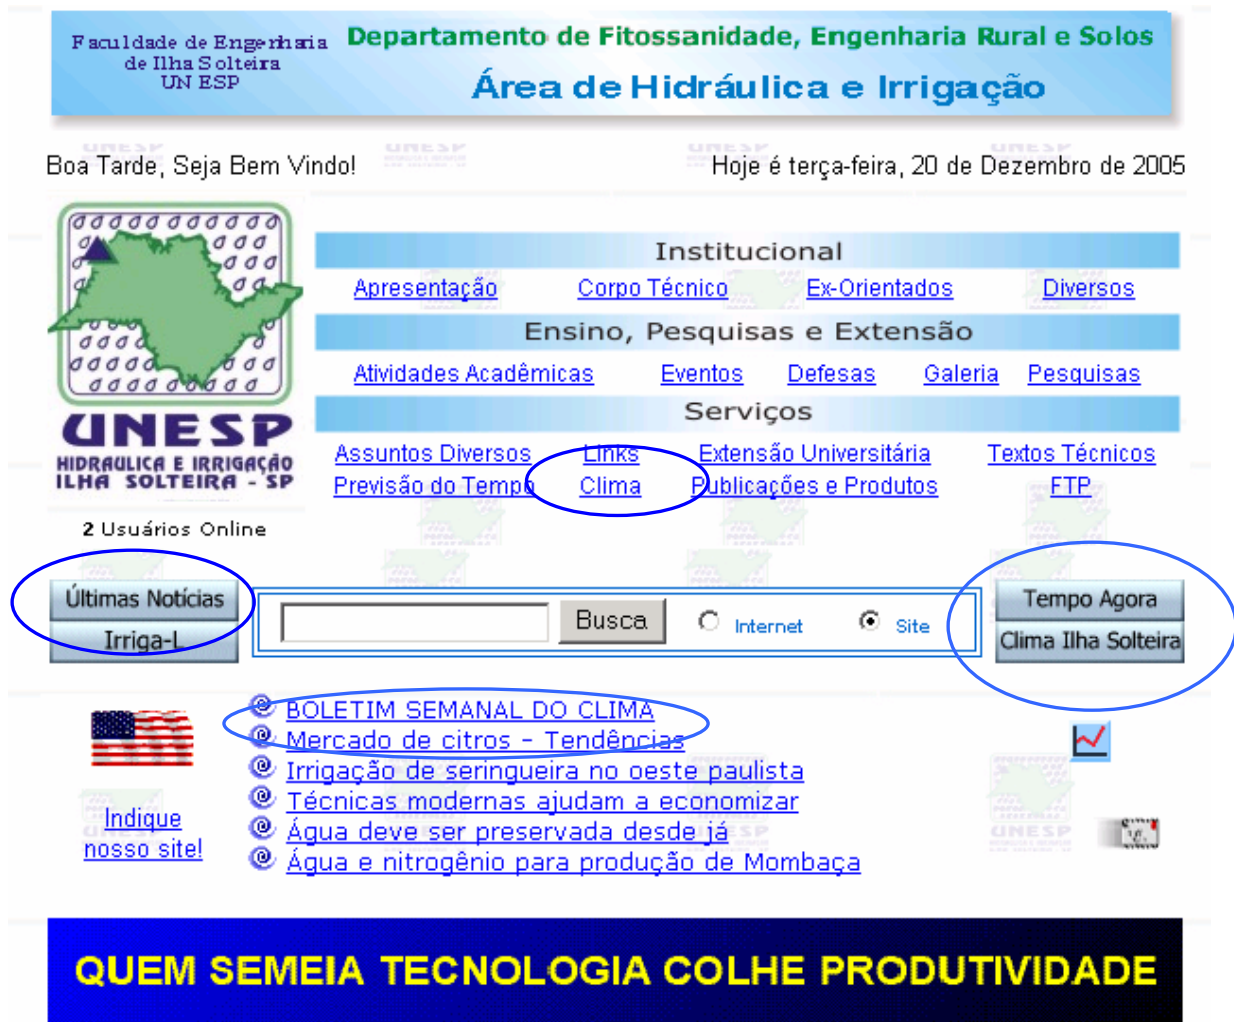 Faculdade de Engenharia
de Ilha Solteira
UNESP
Departamento de Fitossanidade, Engenharia Rural e Solos
Área de Hidráulica e Irrigação
Boa Tarde, Seja Bem Vindo!
Hoje é terça-feira, 20 de Dezembro de 2005
UNESP
HIDRAULICA E IRRIGAÇÃO
ILHA SOLTEIRA - SP
2 Usuários Online
Institucional
Apresentação Corpo Técnico Ex-Orientados Diversos
Ensino, Pesquisas e Extensão
Atividades Acadêmicas Eventos Defesas Galeria Pesquisas
Serviços
Assuntos Diversos Links Extensão Universitária Textos Técnicos
Previsão do Tempo Clima Publicações e Produtos FTP
Últimas Notícias
Irriga-L
Busca Internet Site
Tempo Agora
Clima Ilha Solteira
BOLETIM SEMANAL DO CLIMA
Mercado de citros - Tendências
Irrigação de seringueira no oeste paulista
Técnicas modernas ajudam a economizar
Água deve ser preservada desde já
Água e nitrogênio para produção de Mombaça
Indique
nosso site!
QUEM SEMEIA TECNOLOGIA COLHE PRODUTIVIDADE